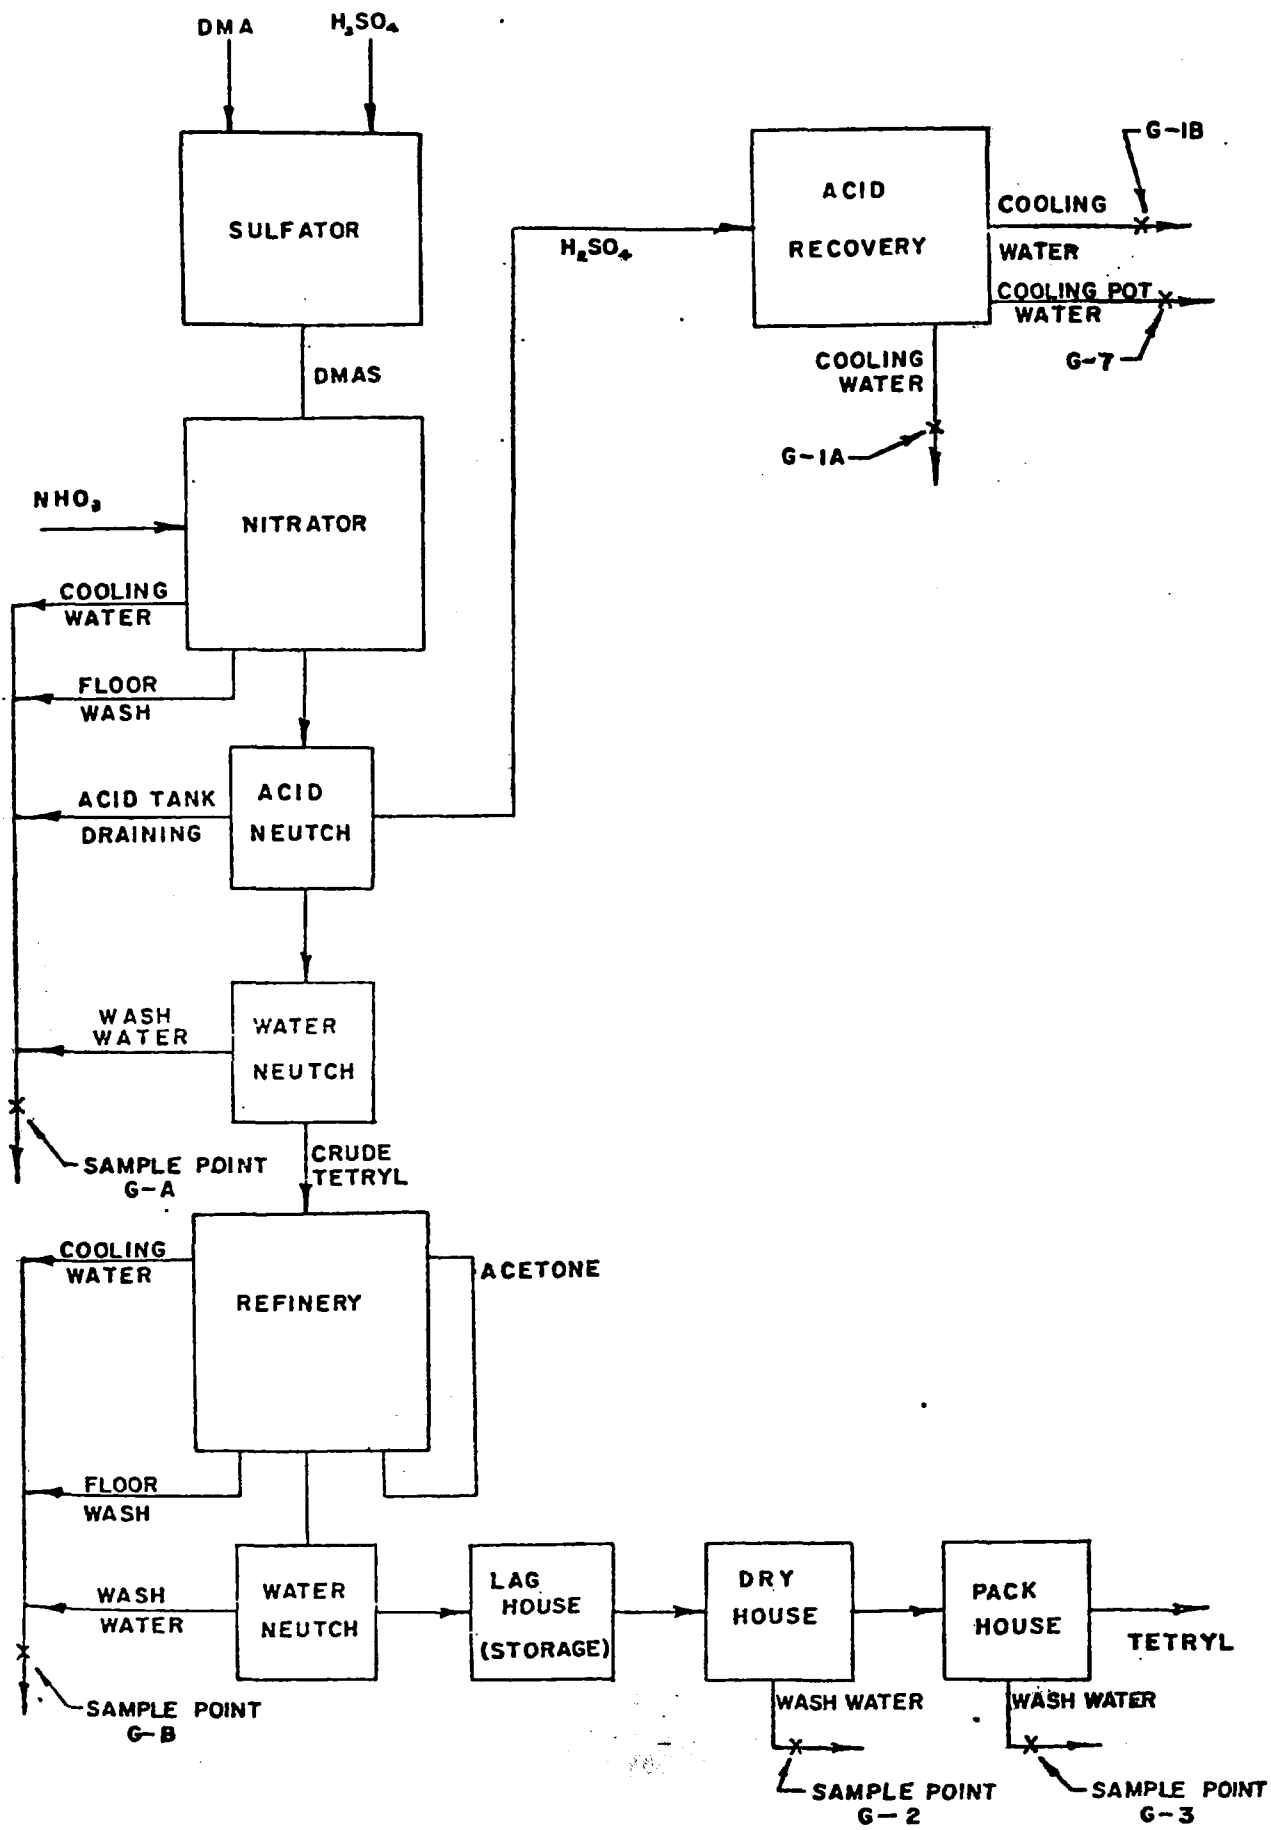 DMA
H₂SO₄
SULFATOR
DMAS
NHO₃
NITRATOR
COOLING
WATER
FLOOR
WASH
ACID TANK
DRAINING
ACID
NEUTCH
H₂SO₄
ACID
RECOVERY
COOLING
WATER
G-1B
COOLING POT
WATER
G-7
COOLING
WATER
G-1A
WASH
WATER
WATER
NEUTCH
SAMPLE POINT
G-A
CRUDE
TETRYL
COOLING
WATER
REFINERY
ACETONE
FLOOR
WASH
WASH
WATER
WATER
NEUTCH
SAMPLE POINT
G-B
LAG
HOUSE
(STORAGE)
DRY
HOUSE
PACK
HOUSE
TETRYL
WASH WATER
SAMPLE POINT
G-2
WASH WATER
SAMPLE POINT
G-3